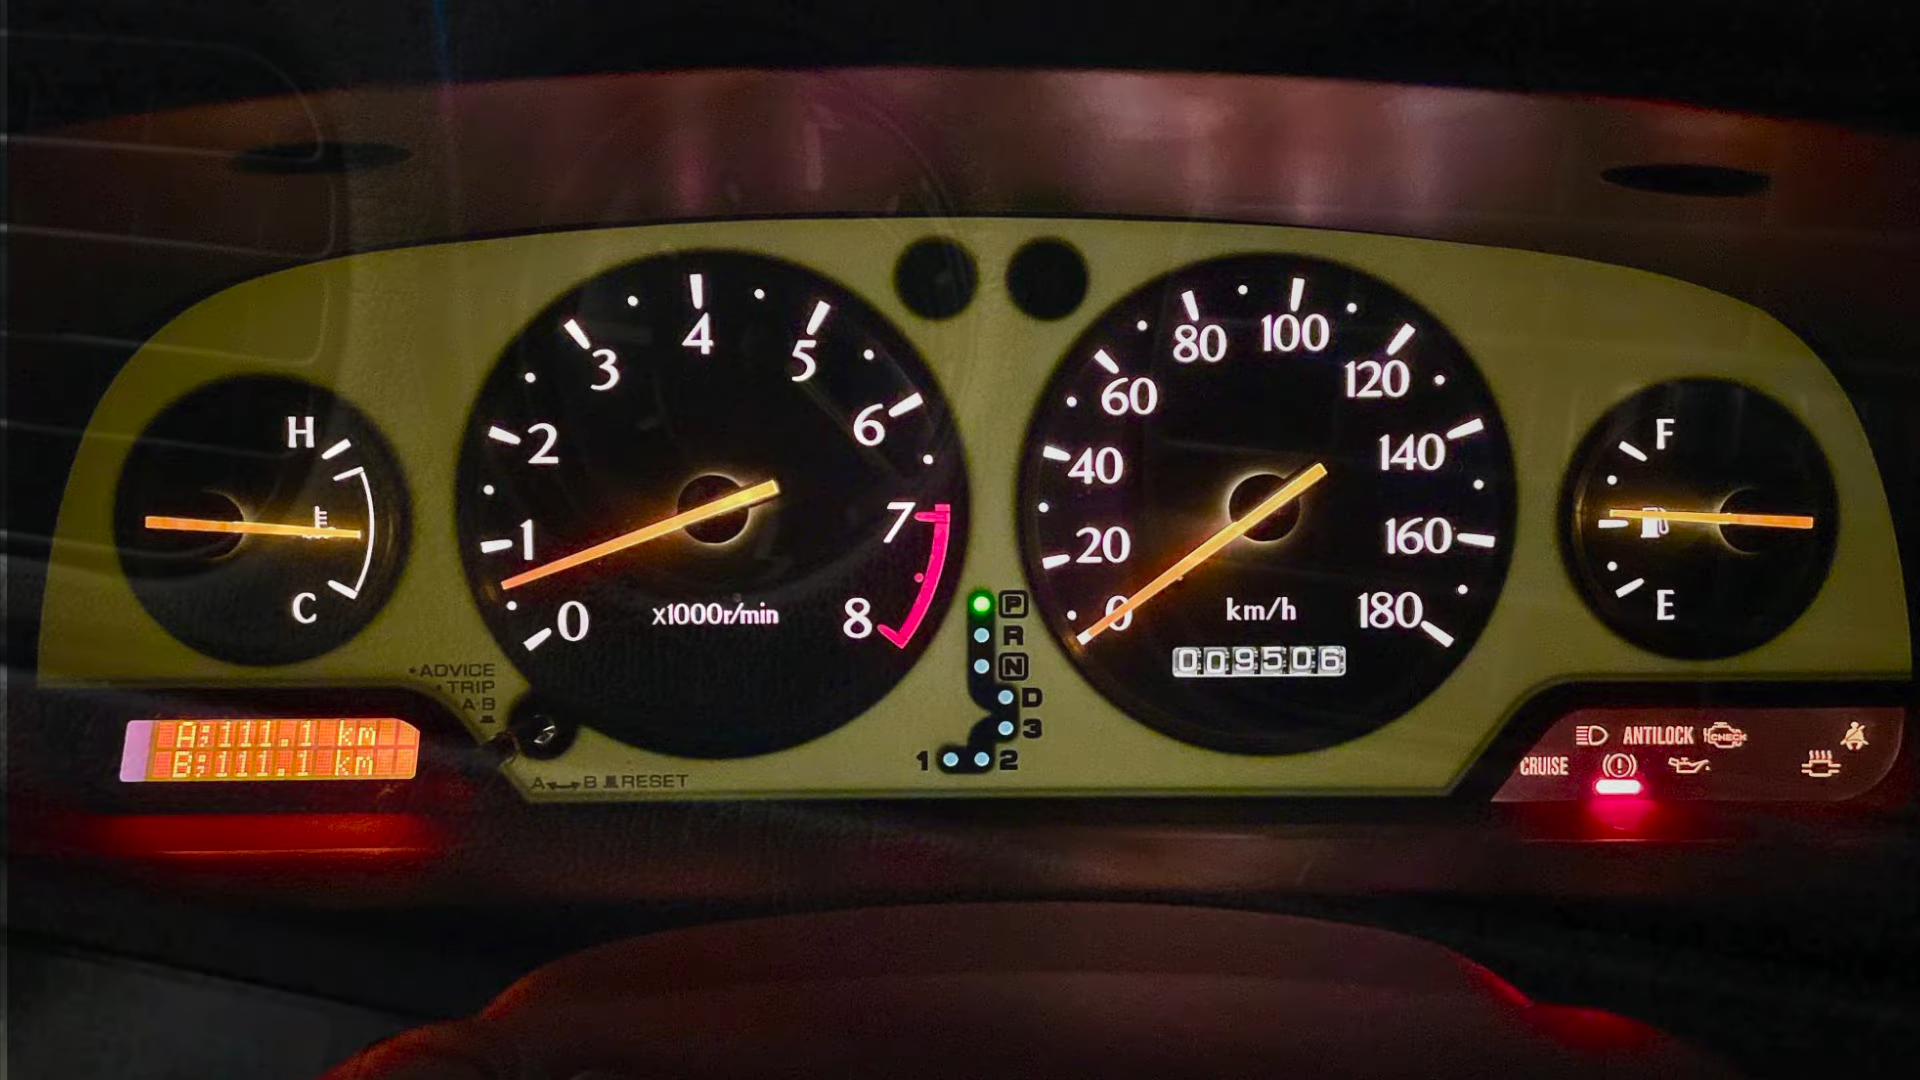 H
C
0
1
2
3
4
5
6
7
8
x1000r/min
0
20
40
60
80
100
120
140
160
180
km/h
009506
F
E
P
R
N
D
3
1 2
ADVICE
TRIP
A·B
A B RESET
A:111.1 km
B:111.1 km
ANTILOCK CHECK
CRUISE